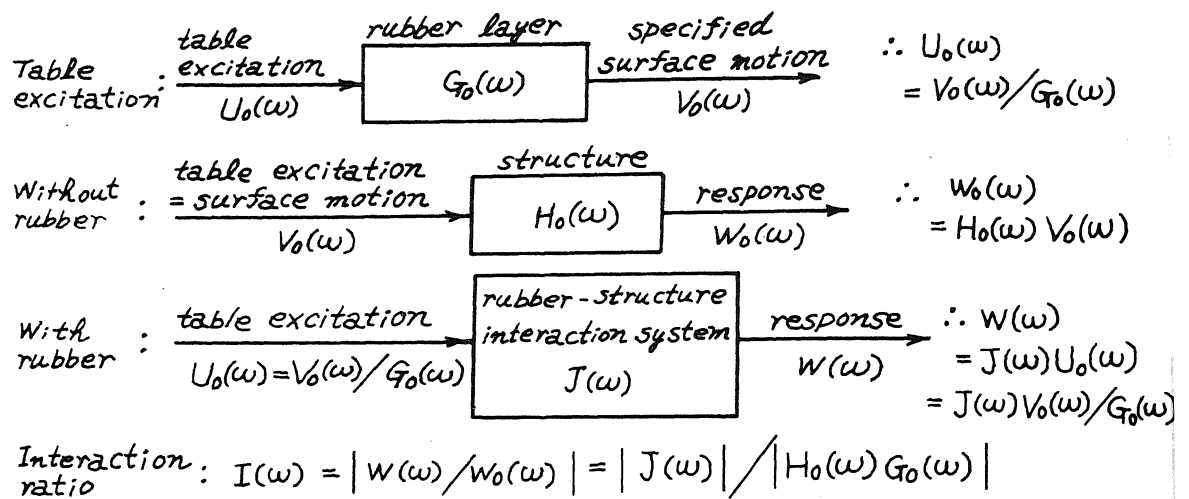 Table excitation : table excitation U₀(ω) rubber layer G₀(ω) specified surface motion V₀(ω) ∴ U₀(ω)
= V₀(ω)/G₀(ω)
Without rubber : table excitation = surface motion V₀(ω) structure H₀(ω) response W₀(ω) ∴ W₀(ω)
= H₀(ω) V₀(ω)
With rubber : table excitation U₀(ω)=V₀(ω)/G₀(ω) rubber-structure interaction system J(ω) response W(ω) ∴ W(ω)
= J(ω)U₀(ω)
= J(ω)V₀(ω)/G₀(ω)
Interaction ratio : I(ω) = |W(ω)/W₀(ω)| = |J(ω)|/|H₀(ω)G₀(ω)|